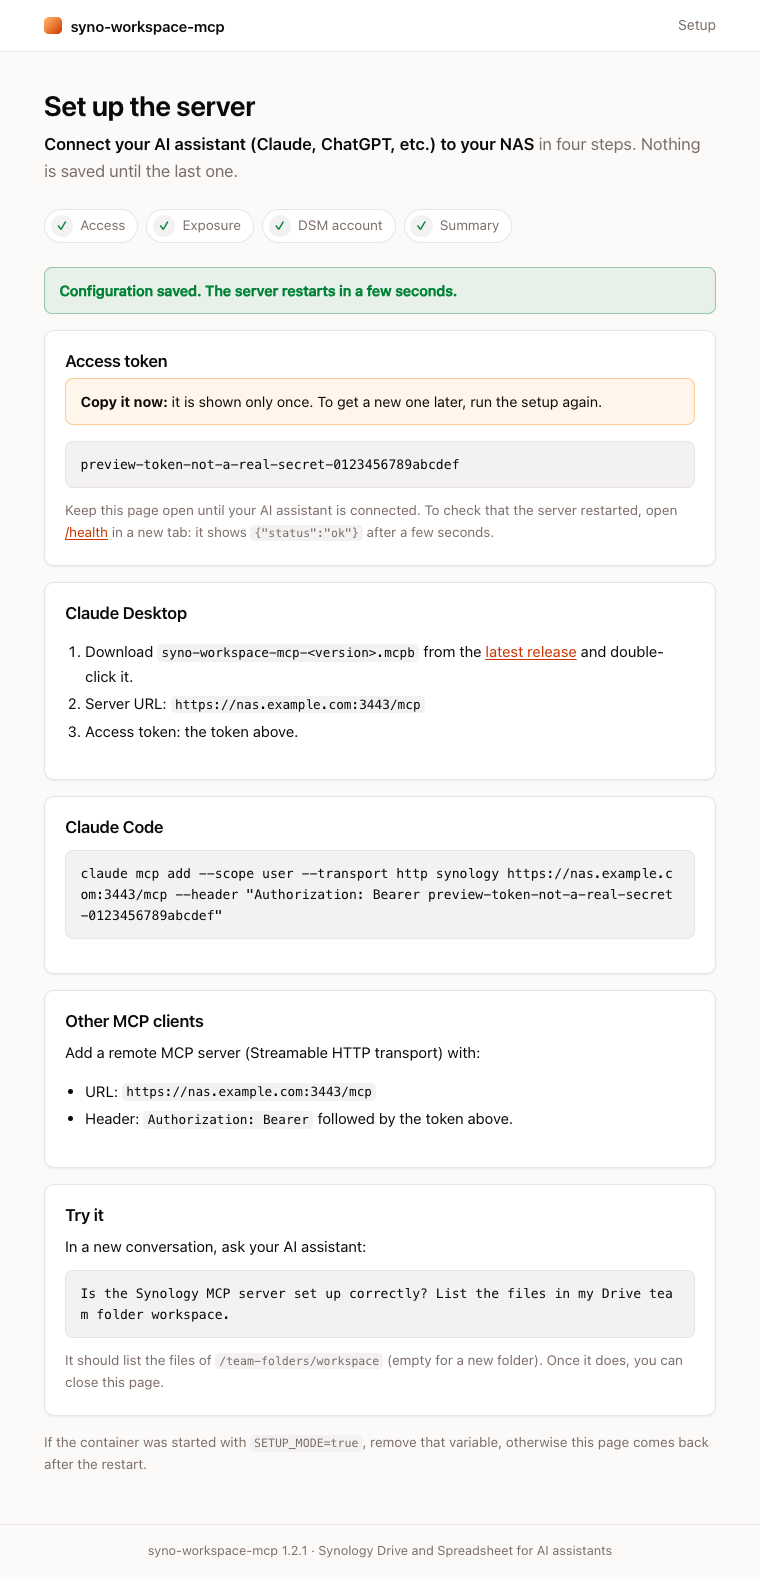 syno-workspace-mcp
Setup
Set up the server
Connect your AI assistant (Claude, ChatGPT, etc.) to your NAS in four steps. Nothing
is saved until the last one.
Access
Exposure
DSM account
Summary
Configuration saved. The server restarts in a few seconds.
Access token
Copy it now: it is shown only once. To get a new one later, run the setup again.
preview-token-not-a-real-secret-0123456789abcdef
Keep this page open until your AI assistant is connected. To check that the server restarted, open
/health in a new tab: it shows {"status":"ok"} after a few seconds.
Claude Desktop
1. Download syno-workspace-mcp-<version>.mcpb from the latest release and double-
click it.
2. Server URL: https://nas.example.com:3443/mcp
3. Access token: the token above.
Claude Code
claude mcp add --scope user --transport http synology https://nas.example.c
om:3443/mcp --header "Authorization: Bearer preview-token-not-a-real-secret
-0123456789abcdef"
Other MCP clients
Add a remote MCP server (Streamable HTTP transport) with:
• URL: https://nas.example.com:3443/mcp
• Header: Authorization: Bearer followed by the token above.
Try it
In a new conversation, ask your AI assistant:
Is the Synology MCP server set up correctly? List the files in my Drive tea
m folder workspace.
It should list the files of /team-folders/workspace (empty for a new folder). Once it does, you can
close this page.
If the container was started with SETUP_MODE=true, remove that variable, otherwise this page comes back
after the restart.
syno-workspace-mcp 1.2.1 · Synology Drive and Spreadsheet for AI assistants